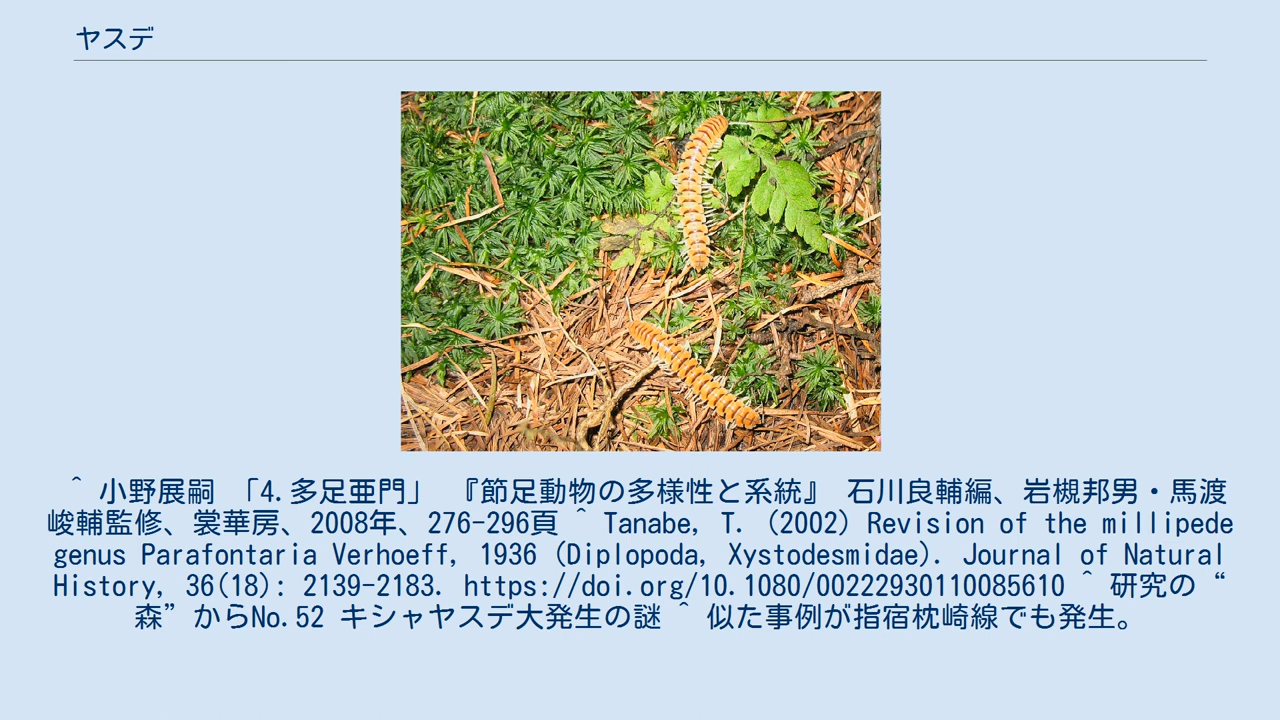 ヤスデ
^ 小野展嗣 「4.多足亜門」 『節足動物の多様性と系統』 石川良輔編、岩槻邦男・馬渡
峻輔監修、裳華房、2008年、276-296頁 ^ Tanabe, T. (2002) Revision of the millipede
genus Parafontaria Verhoeff, 1936 (Diplopoda, Xystodesmidae). Journal of Natural
History, 36(18): 2139-2183. https://doi.org/10.1080/00222930110085610 ^ 研究の“
森”からNo.52 キシャヤスデ大発生の謎 ^ 似た事例が指宿枕崎線でも発生。